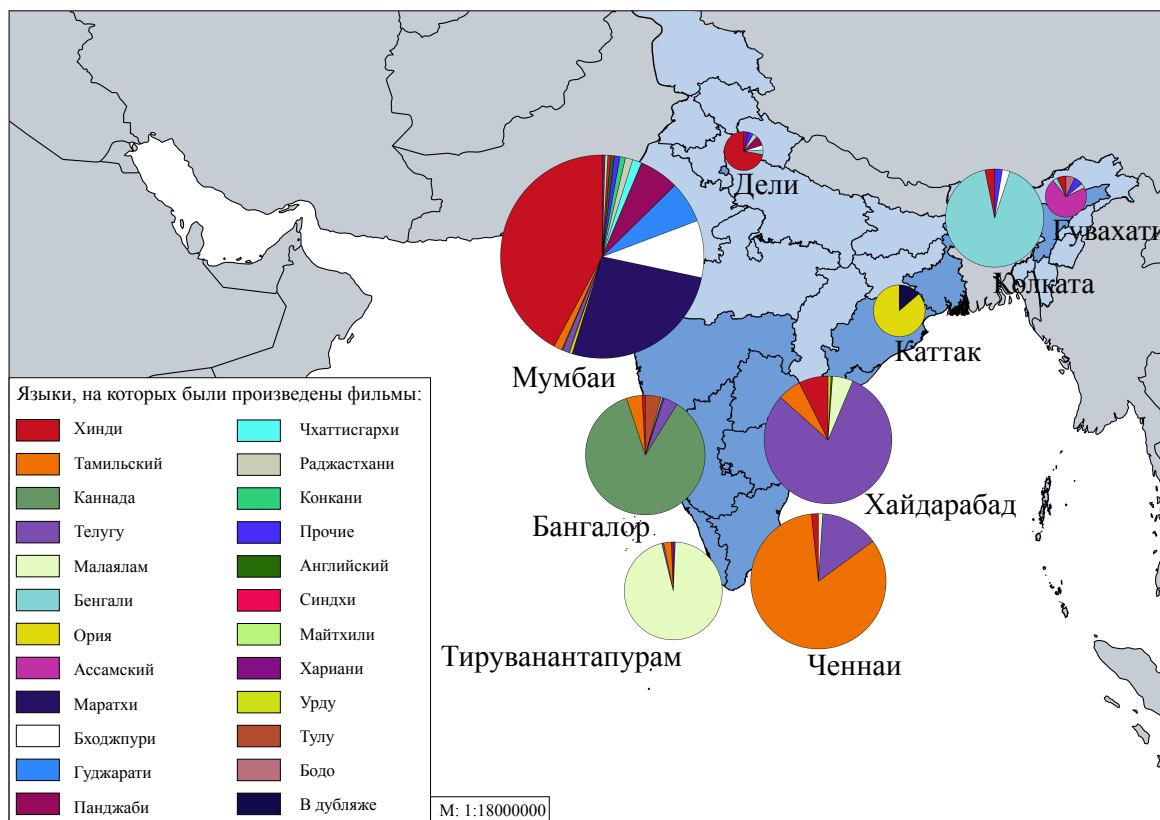 Дели
Гувахати
Колката
Каттак
Мумбаи
Хайдарабад
Бангалор
Тируванантапурам
Ченнаи
Языки, на которых были произведены фильмы:
Хинди
Тамильский
Каннада
Телугу
Малаялам
Бенгали
Ория
Ассамский
Маратхи
Бходжпури
Гуджарати
Панджаби
Чхаттисгархи
Раджастхани
Конкани
Прочие
Английский
Синдхи
Майтхили
Хариани
Урду
Тулу
Бодо
В дубляже
М: 1:18000000